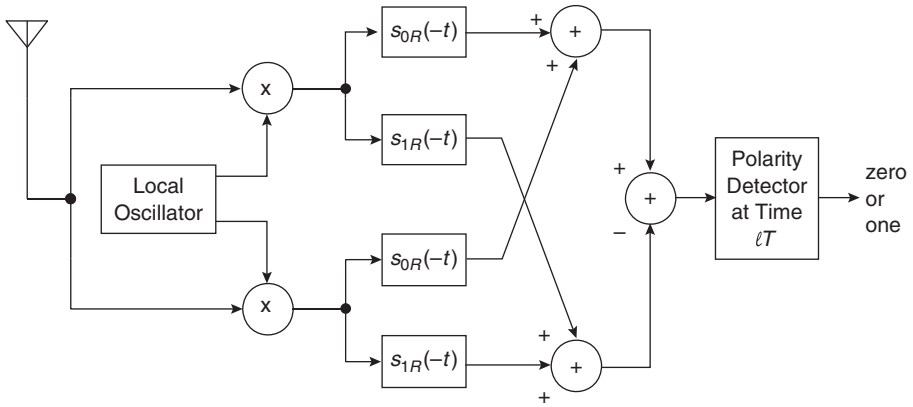 s₀R(−t)
+
+
+
x
s₁R(−t)
Local
Oscillator
+
+
−
Polarity
Detector
at Time
ℓT
zero
or
one
s₀R(−t)
x
s₁R(−t)
+
+
+